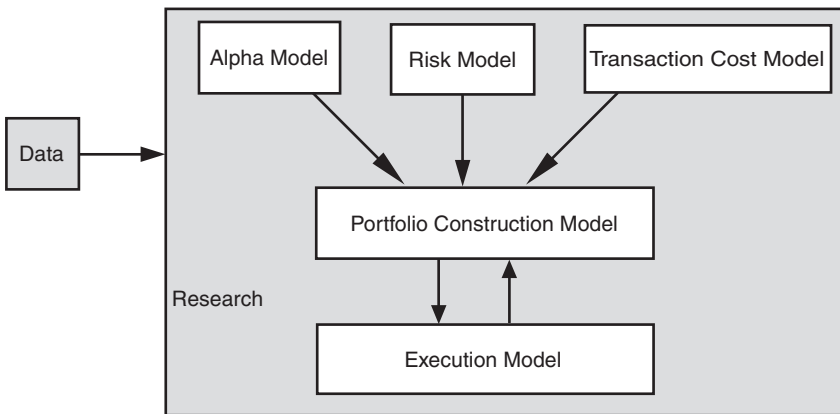 Alpha Model
Risk Model
Transaction Cost Model
Data
Portfolio Construction Model
Research
Execution Model